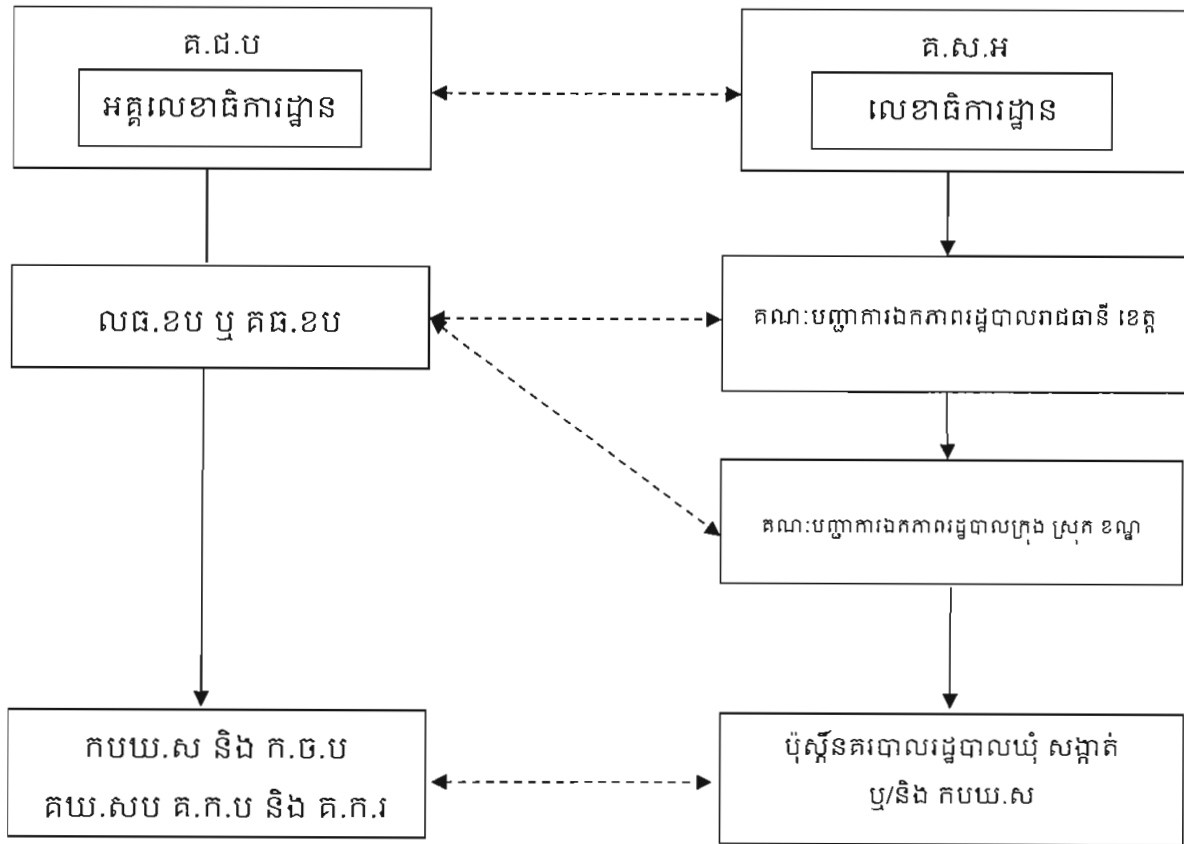 គ.ជ.ប
អគ្គលេខាធិការដ្ឋាន
គ.ស.អ
លេខាធិការដ្ឋាន
លធ.ខប ឬ គធ.ខប
គណៈបញ្ជាការឯកភាពរដ្ឋបាលរាជធានី ខេត្ត
គណៈបញ្ជាការឯកភាពរដ្ឋបាលក្រុង ស្រុក ខណ្ឌ
កបឃ.ស និង ក.ច.ប
គឃ.សប គ.ក.ប និង គ.ក.រ
ប៉ុស្តិ៍នគរបាលរដ្ឋបាលឃុំ សង្កាត់
ឬ/និង កបឃ.ស